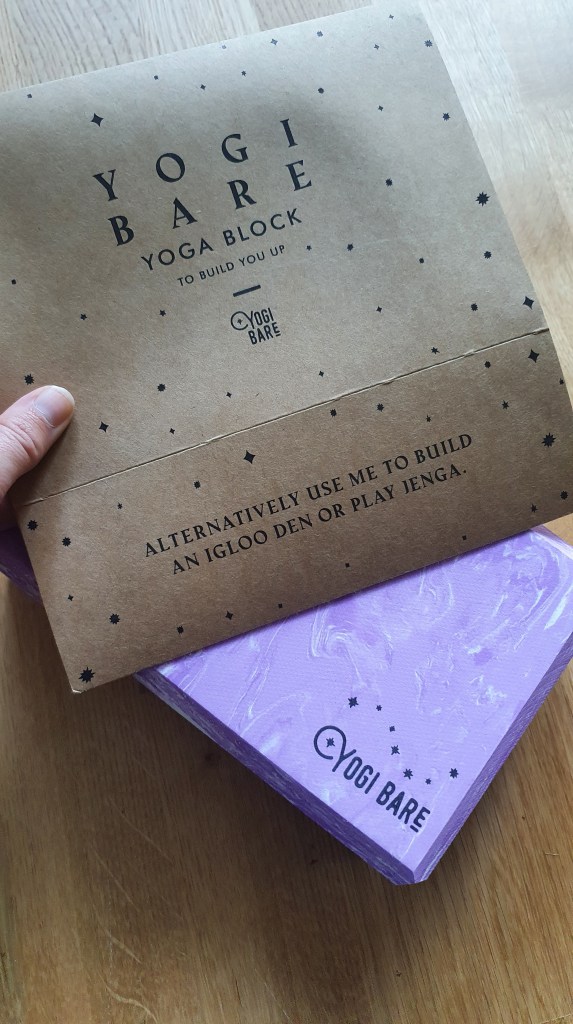 YOGI
BARE
YOGA BLOCK
TO BUILD YOU UP
YOGI
BARE
ALTERNATIVELY USE ME TO BUILD
AN IGLOO DEN OR PLAY JENGA.
YOGI BARE